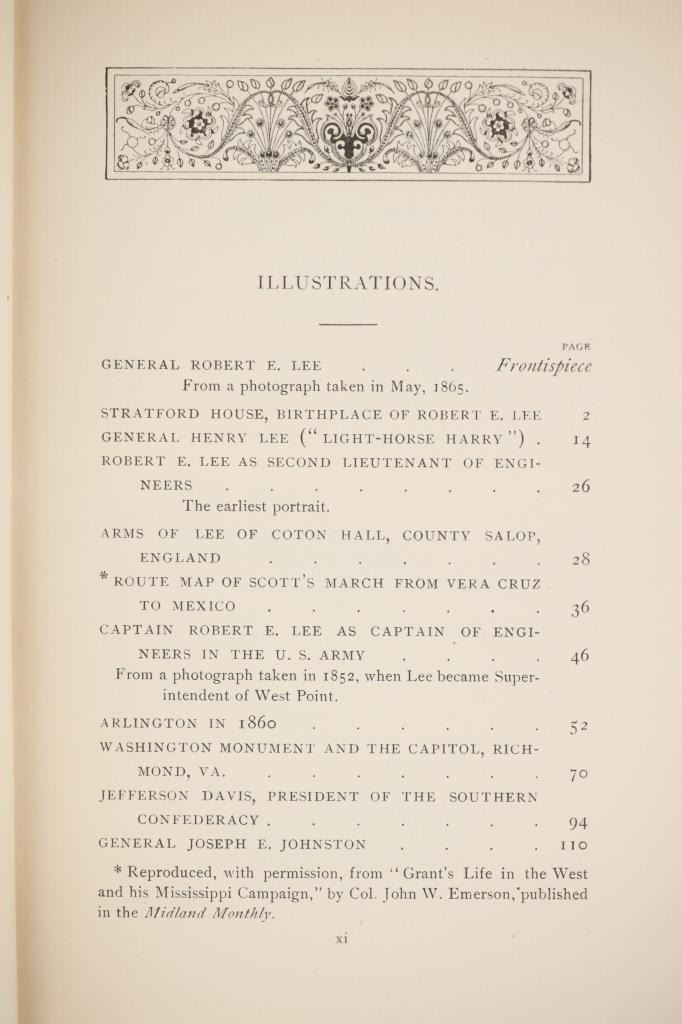 ILLUSTRATIONS.
PAGE
GENERAL ROBERT E. LEE . . . Frontispiece
From a photograph taken in May, 1865.
STRATFORD HOUSE, BIRTHPLACE OF ROBERT E. LEE 2
GENERAL HENRY LEE ("LIGHT-HORSE HARRY") . 14
ROBERT E. LEE AS SECOND LIEUTENANT OF ENGI-
NEERS . . . . . . . . 26
The earliest portrait.
ARMS OF LEE OF COTON HALL, COUNTY SALOP,
ENGLAND . . . . . . . 28
* ROUTE MAP OF SCOTT'S MARCH FROM VERA CRUZ
TO MEXICO . . . . . . . 36
CAPTAIN ROBERT E. LEE AS CAPTAIN OF ENGI-
NEERS IN THE U. S. ARMY . . . . 46
From a photograph taken in 1852, when Lee became Super-
intendent of West Point.
ARLINGTON IN 1860 . . . . . . 52
WASHINGTON MONUMENT AND THE CAPITOL, RICH-
MOND, VA. . . . . . . . 70
JEFFERSON DAVIS, PRESIDENT OF THE SOUTHERN
CONFEDERACY . . . . . . . 94
GENERAL JOSEPH E. JOHNSTON . . . . 110
* Reproduced, with permission, from "Grant's Life in the West
and his Mississippi Campaign," by Col. John W. Emerson, published
in the Midland Monthly.
xi